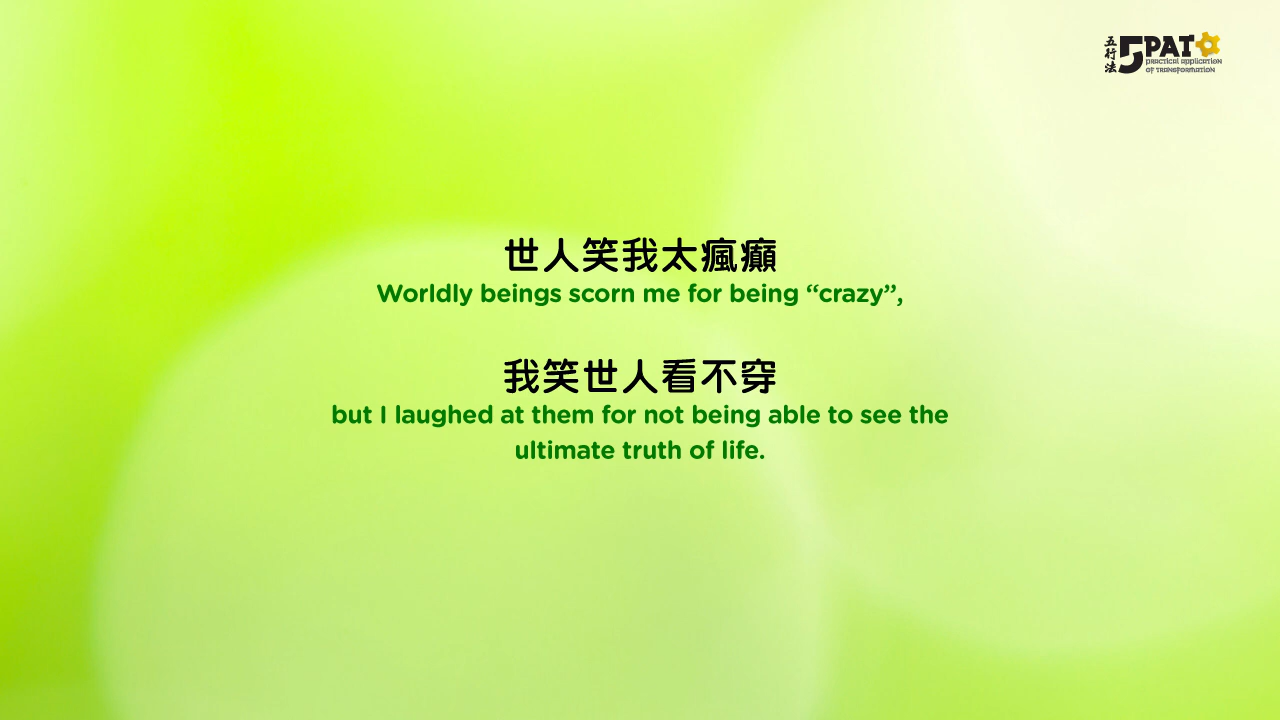 五行法
5PAT
PRACTICAL APPLICATION
OF TRANSFORMATION
世人笑我太瘋癲
Worldly beings scorn me for being “crazy”,
我笑世人看不穿
but I laughed at them for not being able to see the
ultimate truth of life.